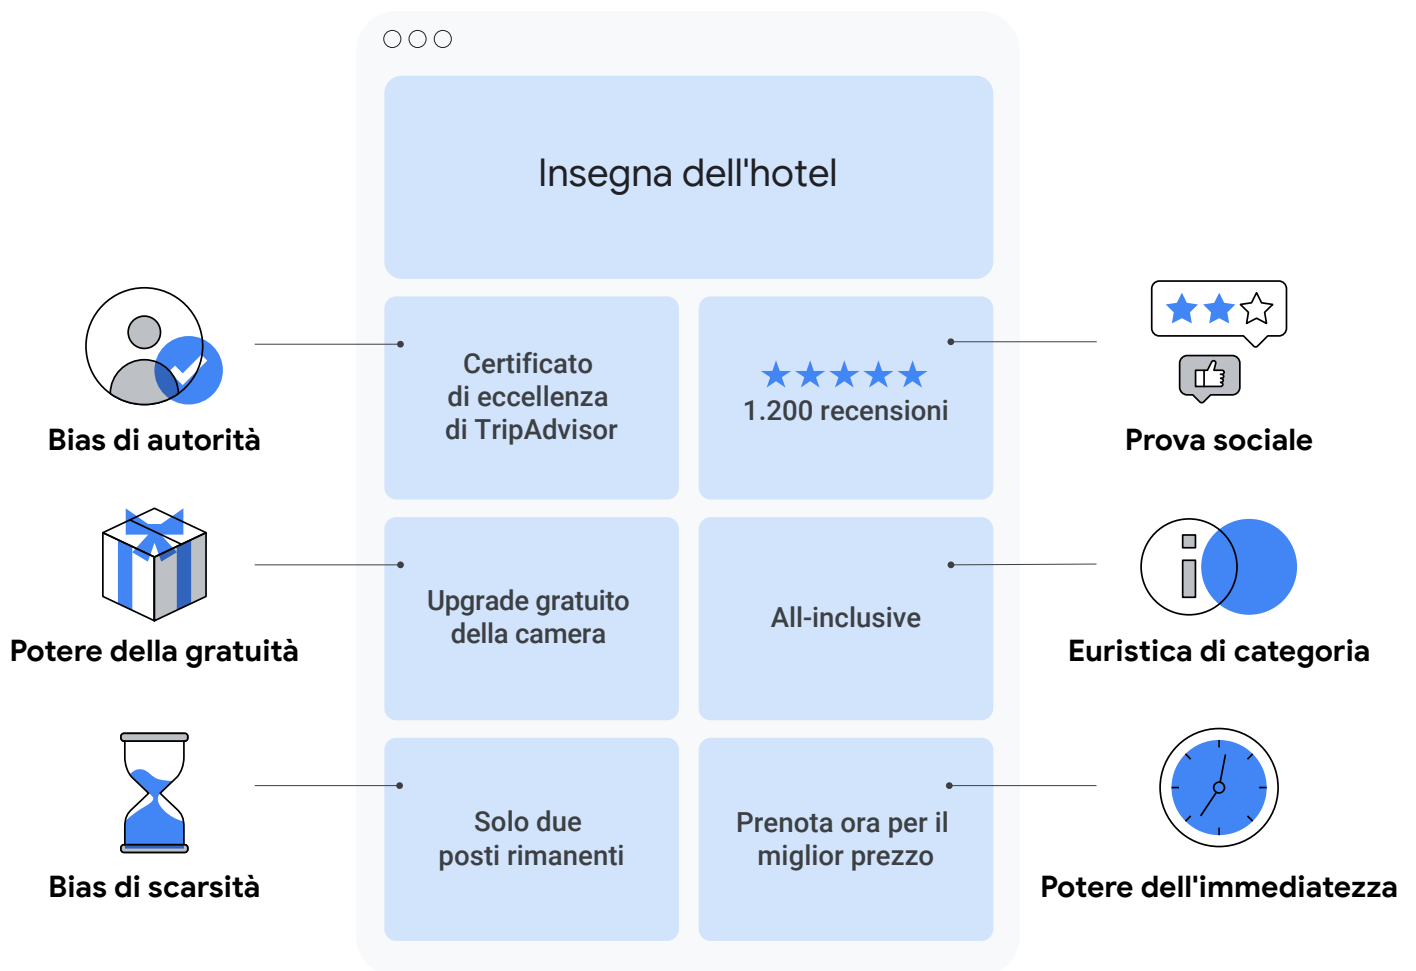 Insegna dell'hotel
Bias di autorità
Certificato
di eccellenza
di TripAdvisor
1.200 recensioni
Prova sociale
Potere della gratuità
Upgrade gratuito
della camera
All-inclusive
Euristica di categoria
Bias di scarsità
Solo due
posti rimanenti
Prenota ora per il
miglior prezzo
Potere dell'immediatezza